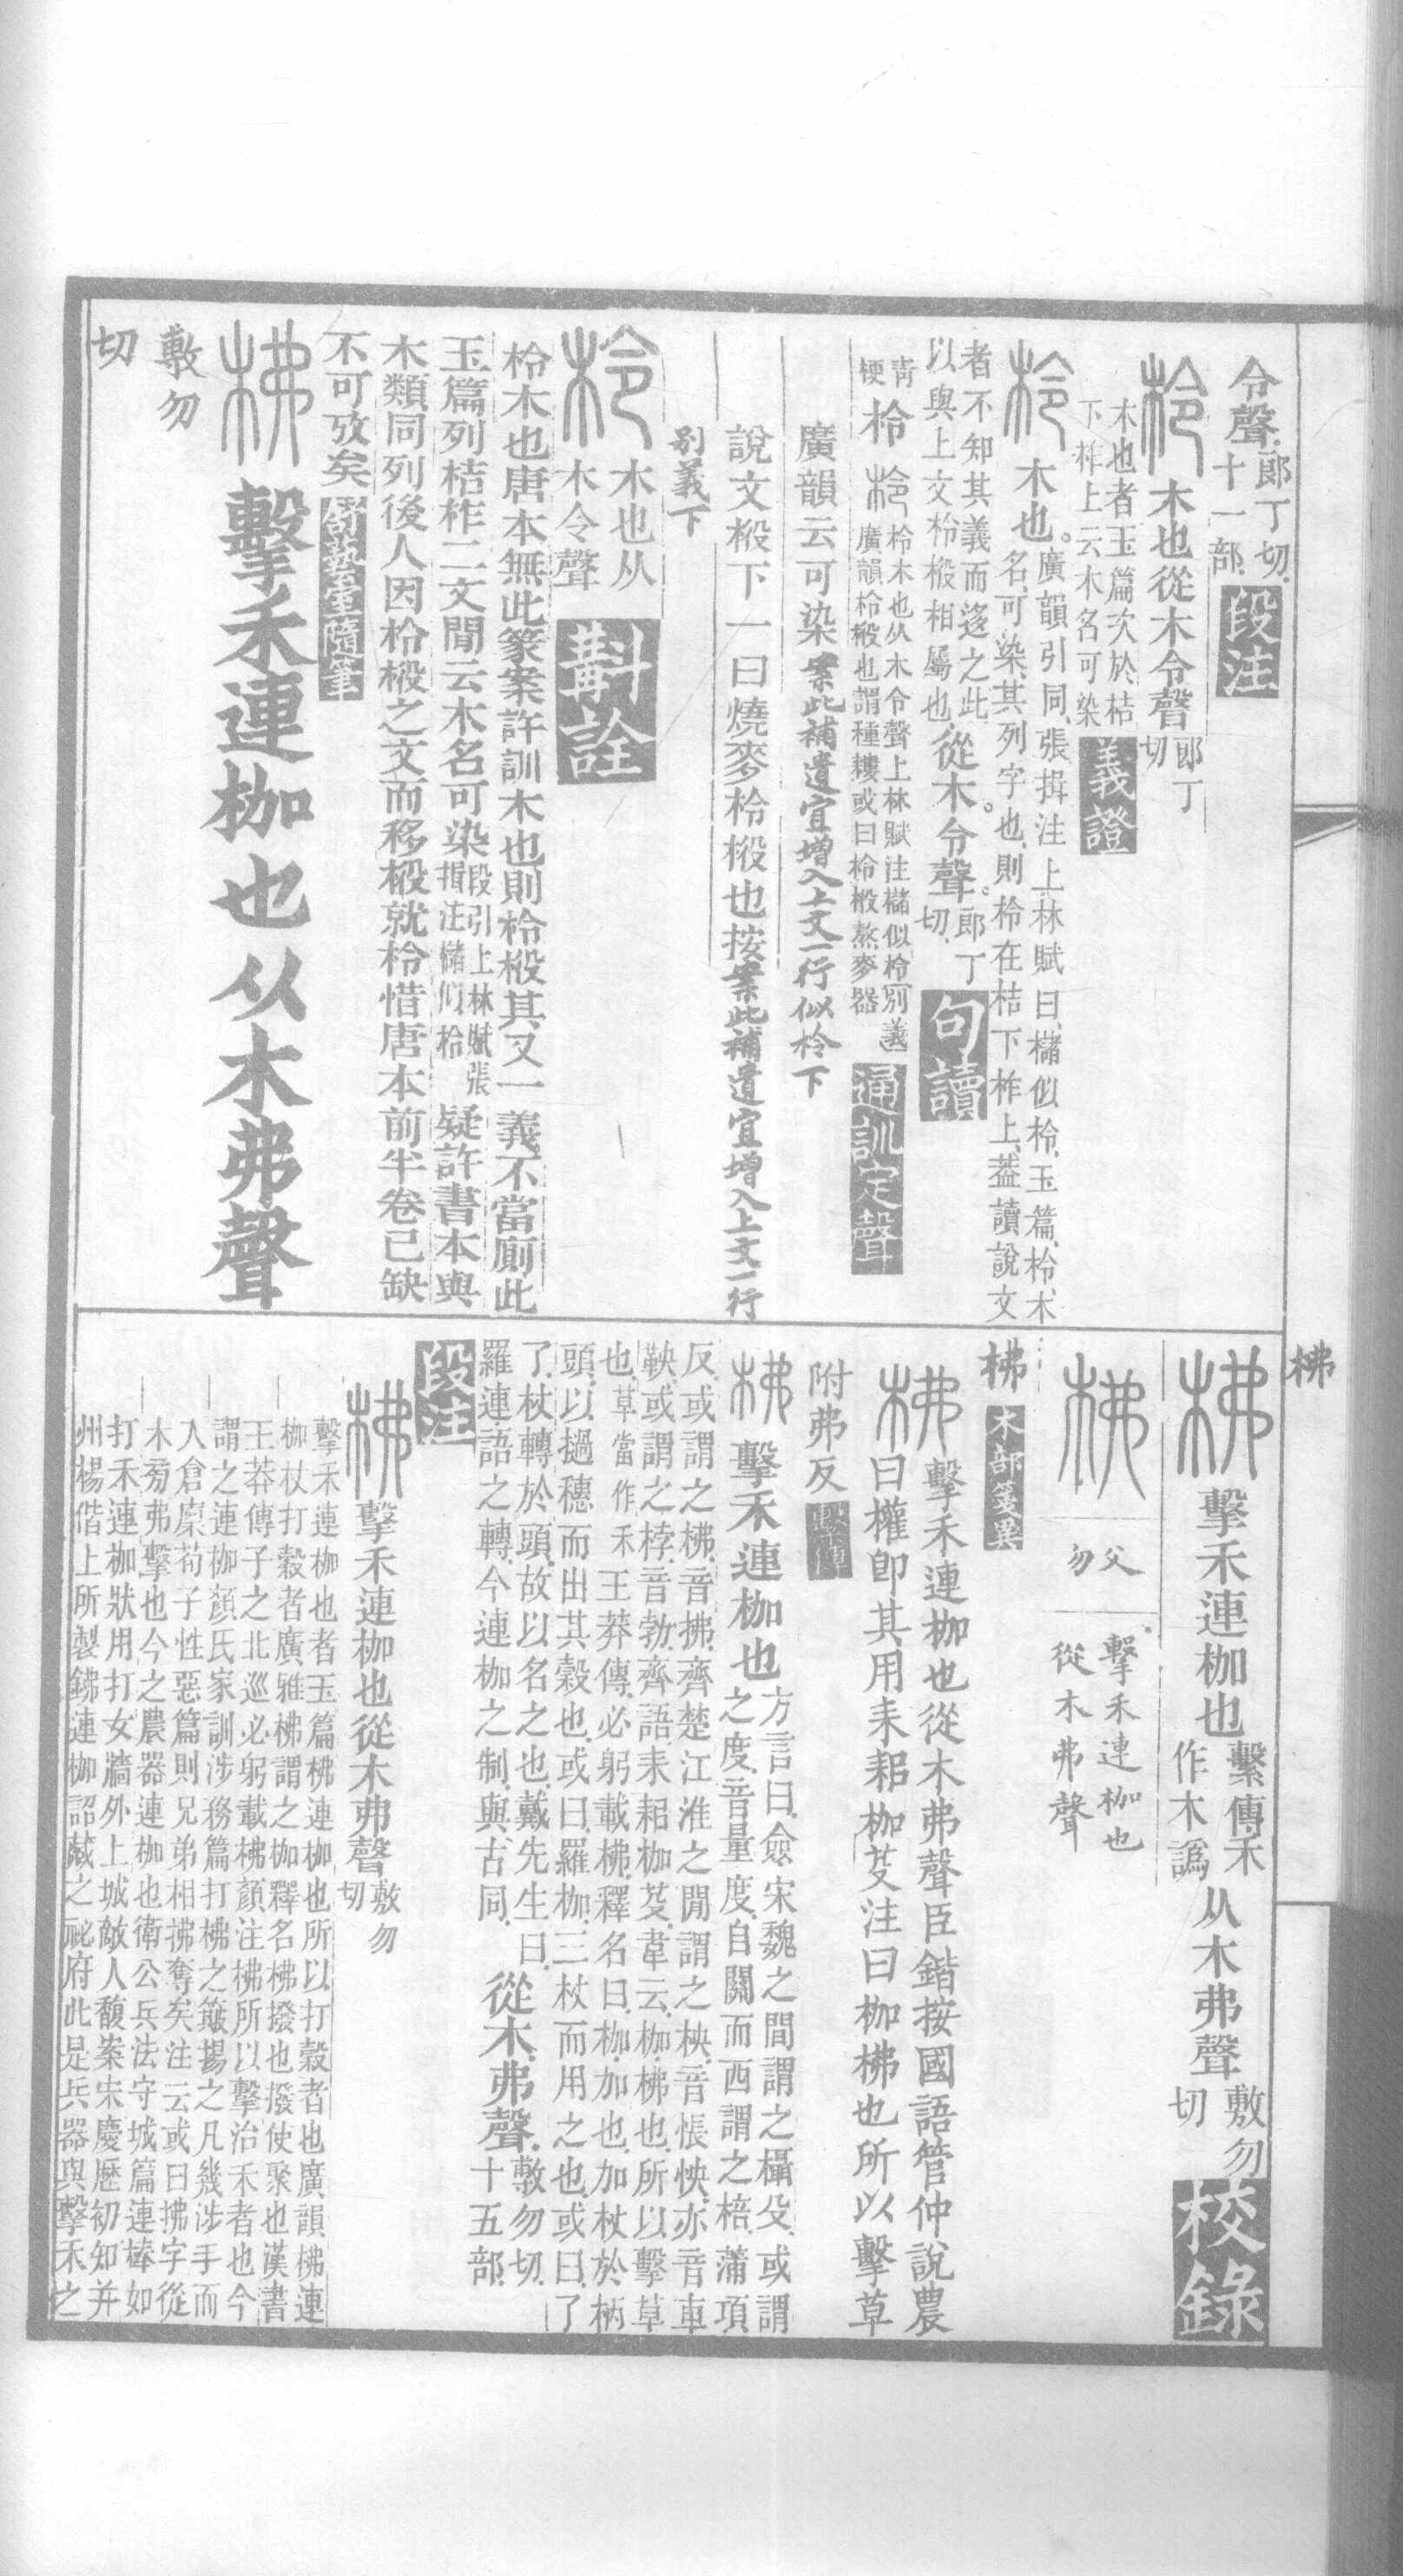 令聲郎丁切
十一部
段注
柃木也從木令聲郎丁
切
木也者玉篇次於桔
下柞上云木名可染
義證
柃木也廣韻引同張揖注上林賦曰櫧似柃玉篇柃木
名可染其列字也則柃在桔下柞上葢讀說文
者不知其義而迻之此
以與上文柃椴相屬也從木令聲郎丁
切
句讀
青
梗
柃
柃木也从木令聲上林賦注櫧似柃別義
廣韻柃椴也謂種耬或曰柃椴熬麥器
通訓定聲
廣韻云可染案此補遺宜增入上文一行似柃下
說文椴下一曰燒麥柃椴也按案此補遺宜增入上文一行
別義下
柃木也从
木令聲
斠詮
柃木也唐本無此篆案許訓木也則柃椴其又一義不當廁此
玉篇列桔柞二文閒云木名可染段引上林賦張
揖注櫧似柃疑許書本與
木類同列後人因柃椴之文而移椴就柃惜唐本前半卷已缺
不可攷矣
隨筆
柫擊禾連枷也从木弗聲
敷勿
切
柫
柫擊禾連枷也繫傳禾
作木譌从木弗聲敷勿
切
校錄
柫
父
勿
擊禾連枷也
從木弗聲
柫
木部箋異
柫擊禾連枷也從木弗聲臣鍇按國語管仲說農
曰權即其用耒耜枷芟注曰枷柫也所以擊草
附弗反
繫傳
柫擊禾連枷也方言曰僉宋魏之間謂之欇殳或謂
之度音量度自關而西謂之棓蒲項
反或謂之柫音拂齊楚江淮之閒謂之柍音悵怏亦音車
鞅或謂之桲音勃齊語耒耜枷芟韋云枷柫也所以擊草
也草當作禾王莽傳必躬載柫釋名曰枷加也加杖於柄
頭以撾穗而出其穀也或曰羅枷三杖而用之也或曰了
了杖轉於頭故以名之也戴先生曰
羅連語之轉今連枷之制與古同從木弗聲敷勿切
十五部
段注
柫擊禾連枷也從木弗聲敷勿
切
擊禾連枷也者玉篇柫連枷也所以打穀者也廣韻柫連
枷杖打穀者廣雅柫謂之枷釋名柫撥也撥使聚也漢書
王莽傳子之北巡必躬載柫顏注柫所以擊治禾者也今
謂之連枷顏氏家訓涉務篇打柫之簸揚之凡幾涉手而
入倉廩荀子性惡篇則兄弟相拂奪矣注云或曰拂字從
木旁弗擊也今之農器連枷也衛公兵法守城篇連棒如
打禾連枷狀用打女牆外上城敵人馥案宋慶歷初知并
州楊偕上所製鐵連枷詔藏之祕府此是兵器與擊禾之